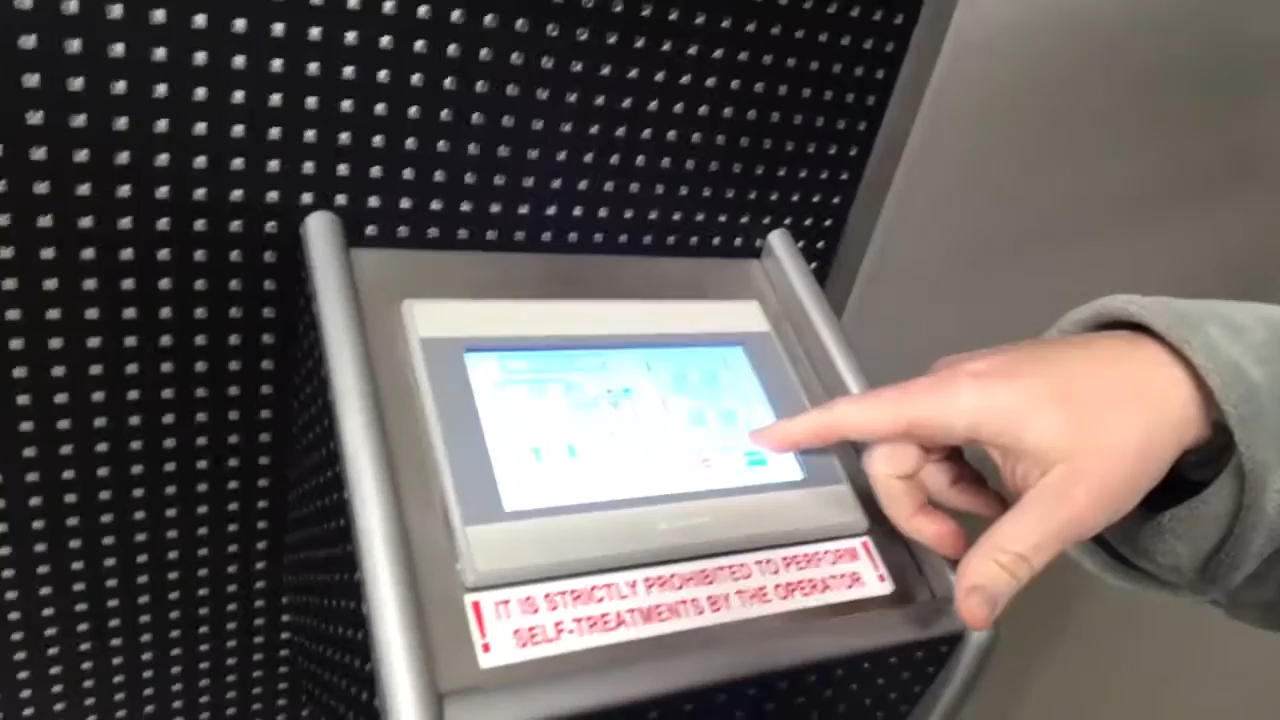 ! IT IS STRICTLY PROHIBITED TO PERFORM !
SELF-TREATMENTS BY THE OPERATOR